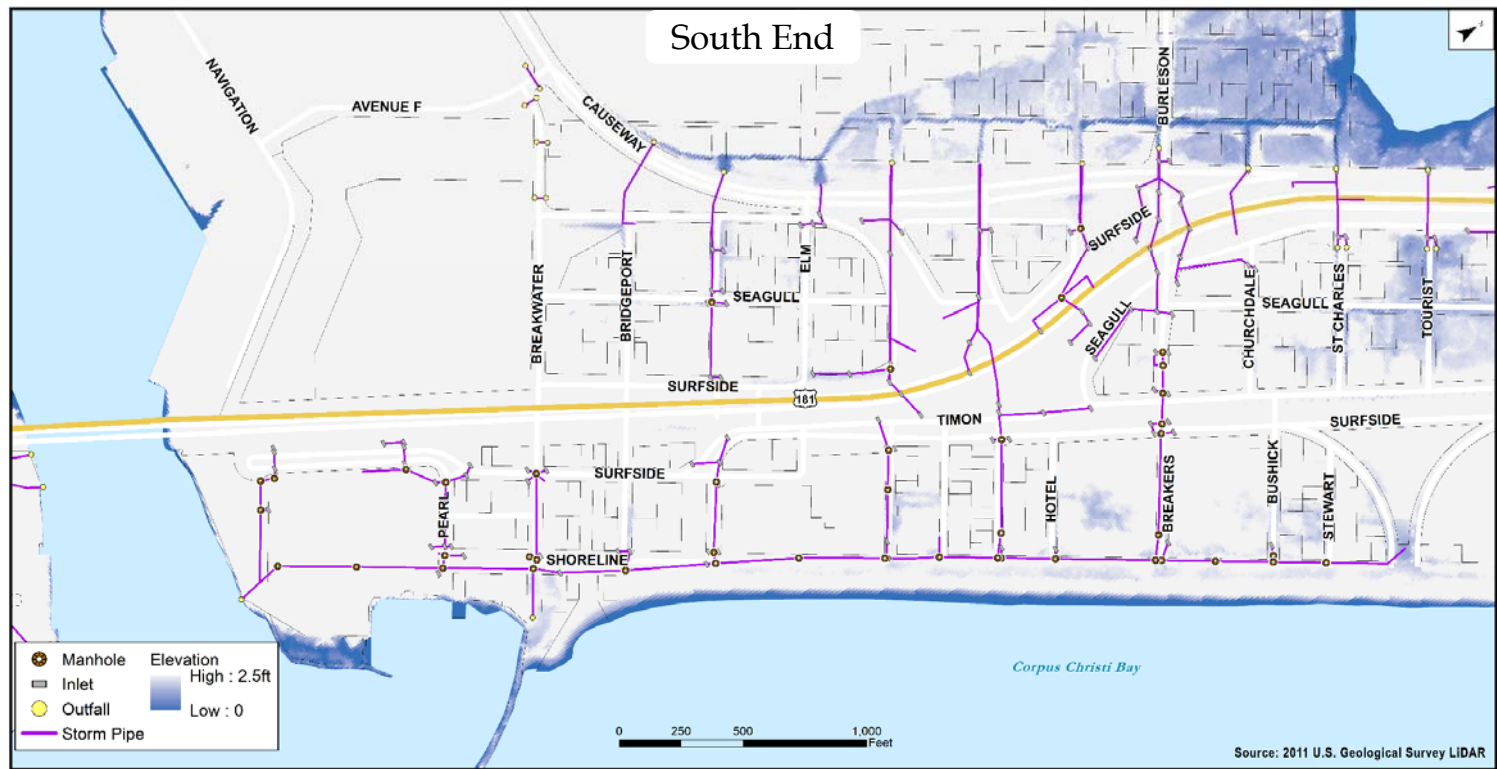 South End
NAVIGATION
AVENUE F
CAUSEWAY
BURLESON
SURFSIDE
BREAKWATER
BRIDGEPORT
ELM
SEAGULL
SEAGULL
CHURCHDALE
SEAGULL
ST CHARLES
TOURIST
SURFSIDE
181
TIMON
SURFSIDE
SURFSIDE
PEARL
HOTEL
BREAKERS
BUSHICK
STEWART
SHORELINE
Corpus Christi Bay
Manhole
Inlet
Outfall
Storm Pipe
Elevation
High : 2.5ft
Low : 0
0 250 500 1,000
Feet
Source: 2011 U.S. Geological Survey LiDAR